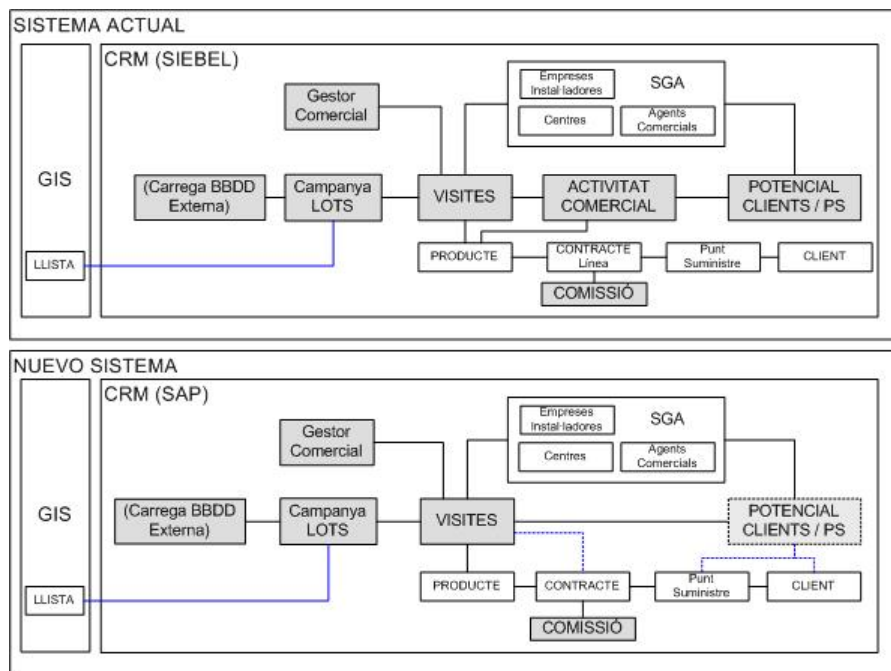 SISTEMA ACTUAL
CRM (SIEBEL)
Empreses
Instal·ladores
SGA
Gestor
Comercial
Centres
Agents
Comercials
GIS
(Carrega BBDD
Externa)
Campanya
LOTS
VISITES
ACTIVITAT
COMERCIAL
POTENCIAL
CLIENTS / PS
LLISTA
PRODUCTE
CONTRACTE
Línea
Punt
Suministre
CLIENT
COMISSIÓ
NUEVO SISTEMA
CRM (SAP)
Empreses
Instal·ladores
SGA
Gestor
Comercial
Centres
Agents
Comercials
GIS
(Carrega BBDD
Externa)
Campanya
LOTS
VISITES
POTENCIAL
CLIENTS / PS
LLISTA
PRODUCTE
CONTRACTE
Punt
Suministre
CLIENT
COMISSIÓ